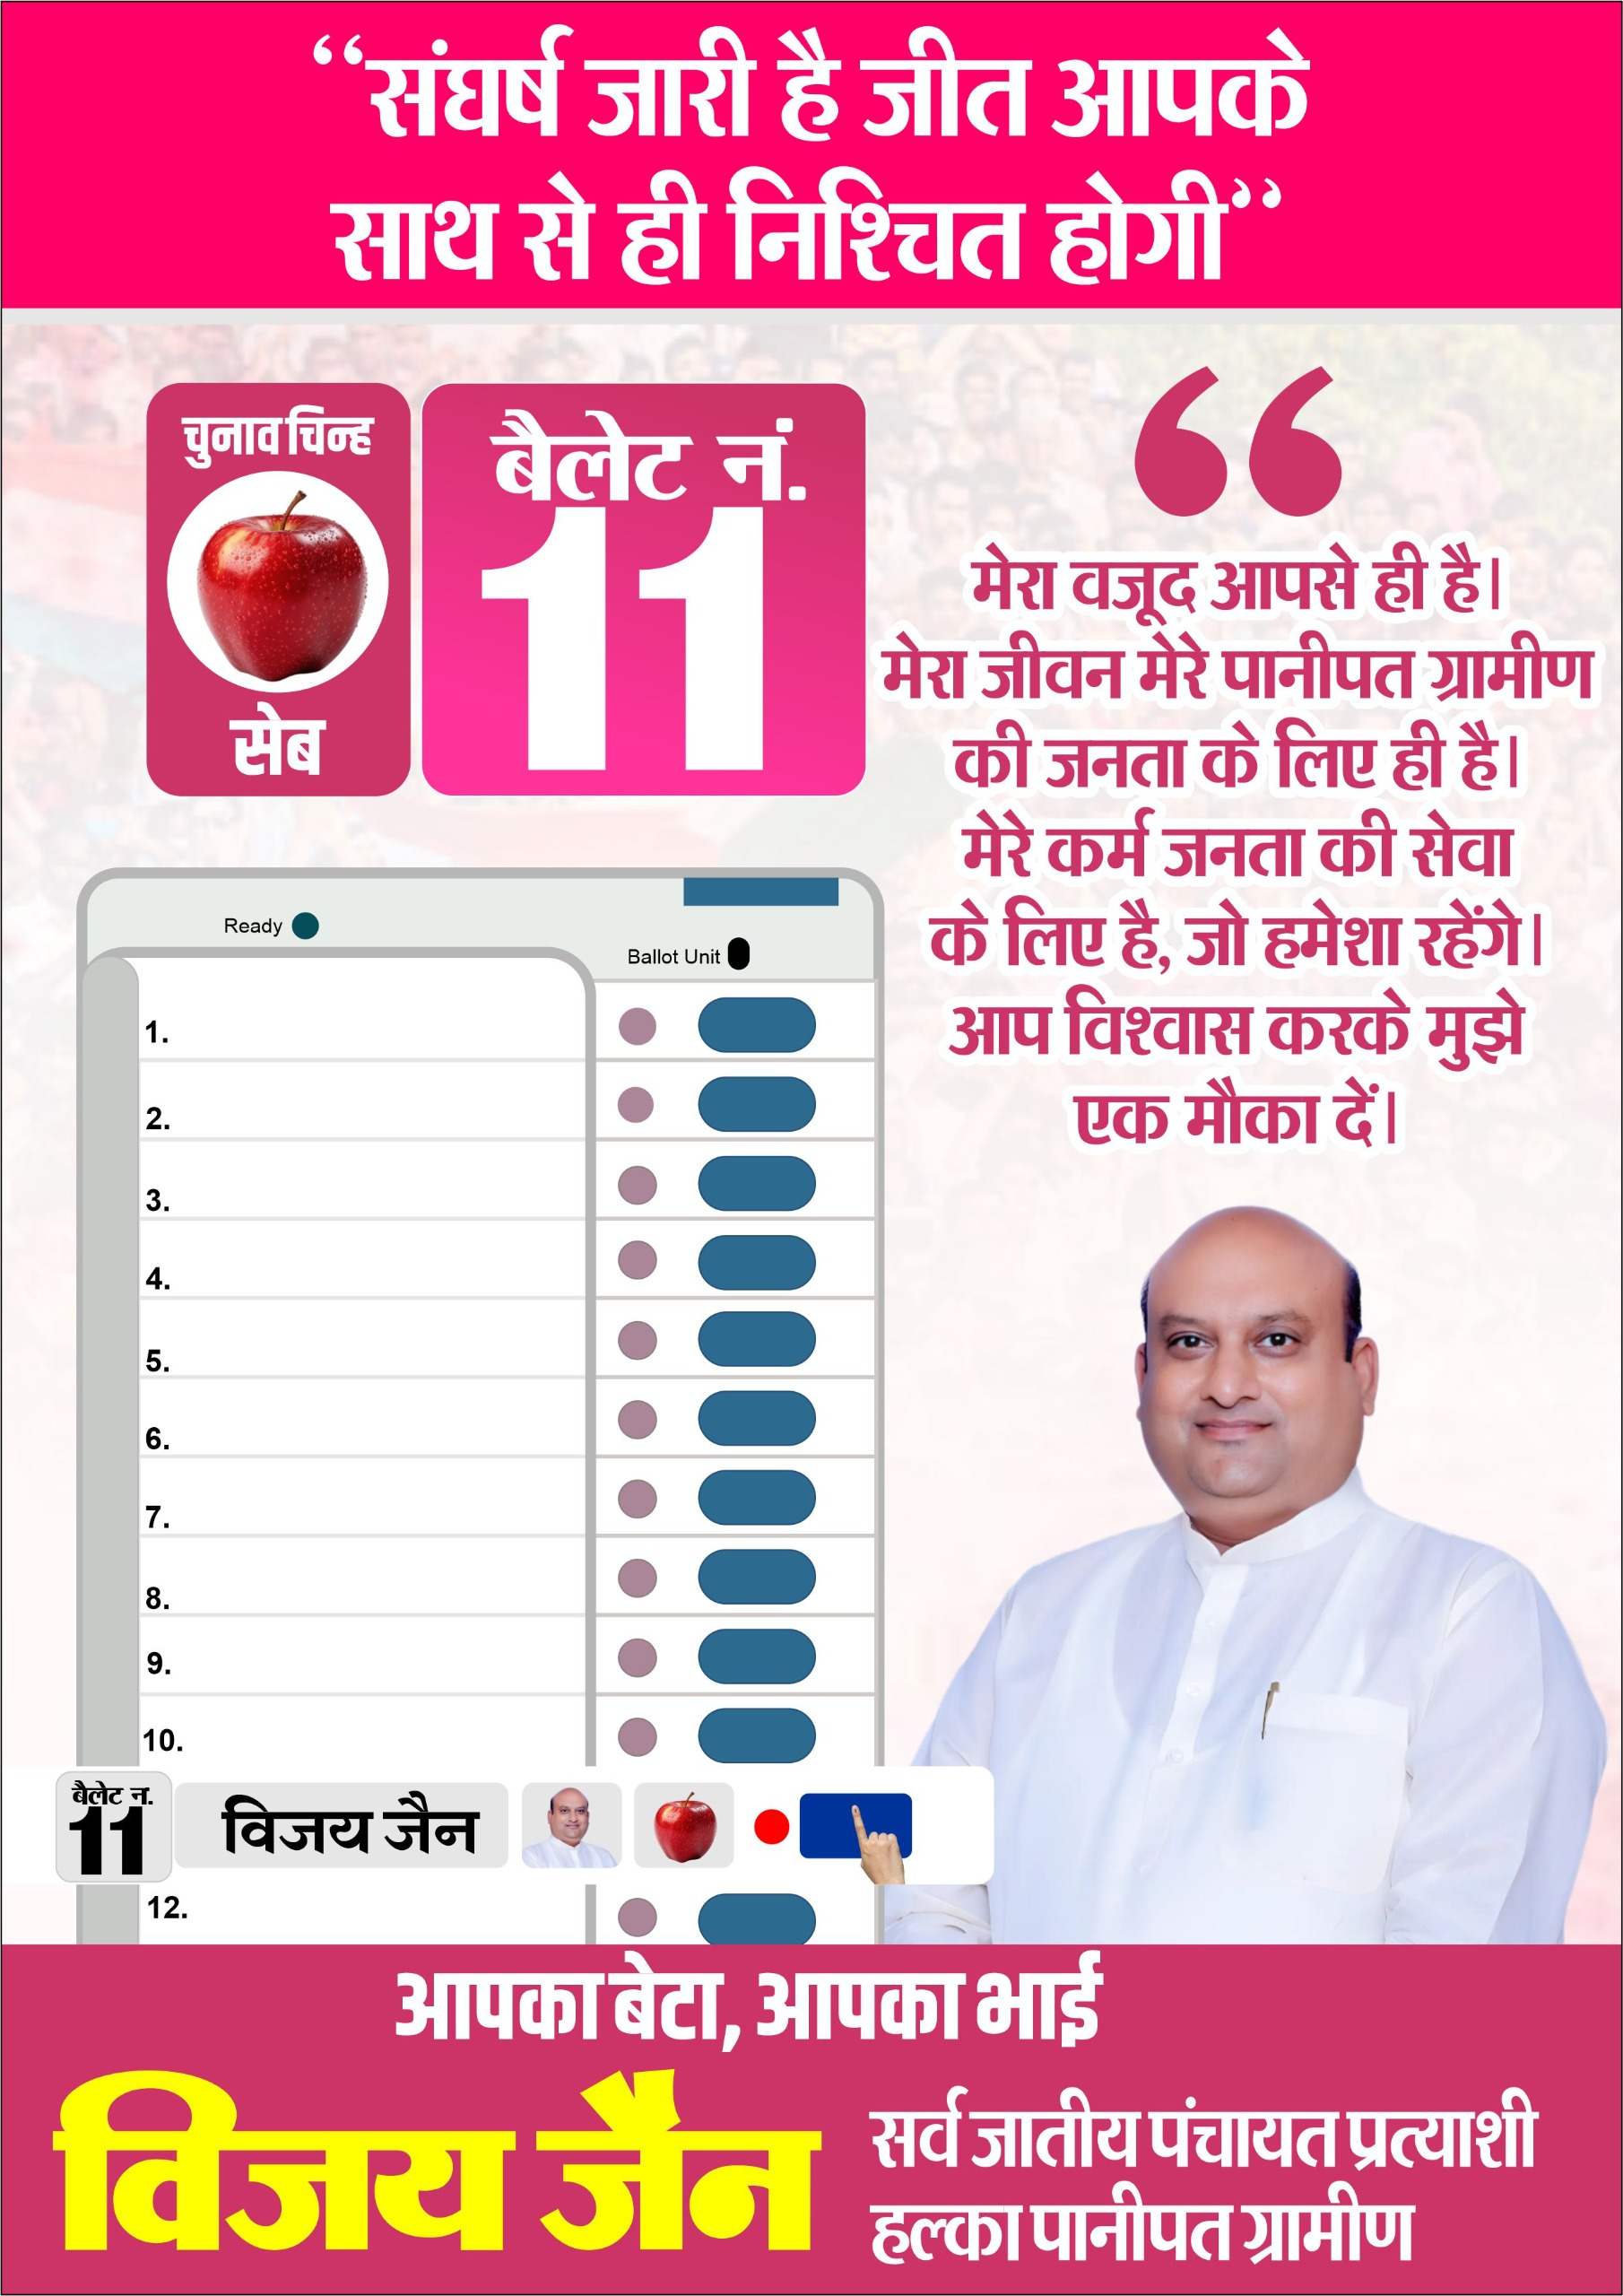 “संघर्ष जारी है जीत आपके
साथ से ही निश्चित होगी”
चुनाव चिन्ह
सेब
बैलेट नं.
11
“
मेरा वजूद आपसे ही है।
मेरा जीवन मेरे पानीपत ग्रामीण
की जनता के लिए ही है।
मेरे कर्म जनता की सेवा
के लिए है, जो हमेशा रहेंगे।
आप विश्वास करके मुझे
एक मौका दें।
Ready
Ballot Unit
1.
2.
3.
4.
5.
6.
7.
8.
9.
10.
बैलेट न.
11
विजय जैन
12.
आपका बेटा, आपका भाई
विजय जैन
सर्व जातीय पंचायत प्रत्याशी
हल्का पानीपत ग्रामीण